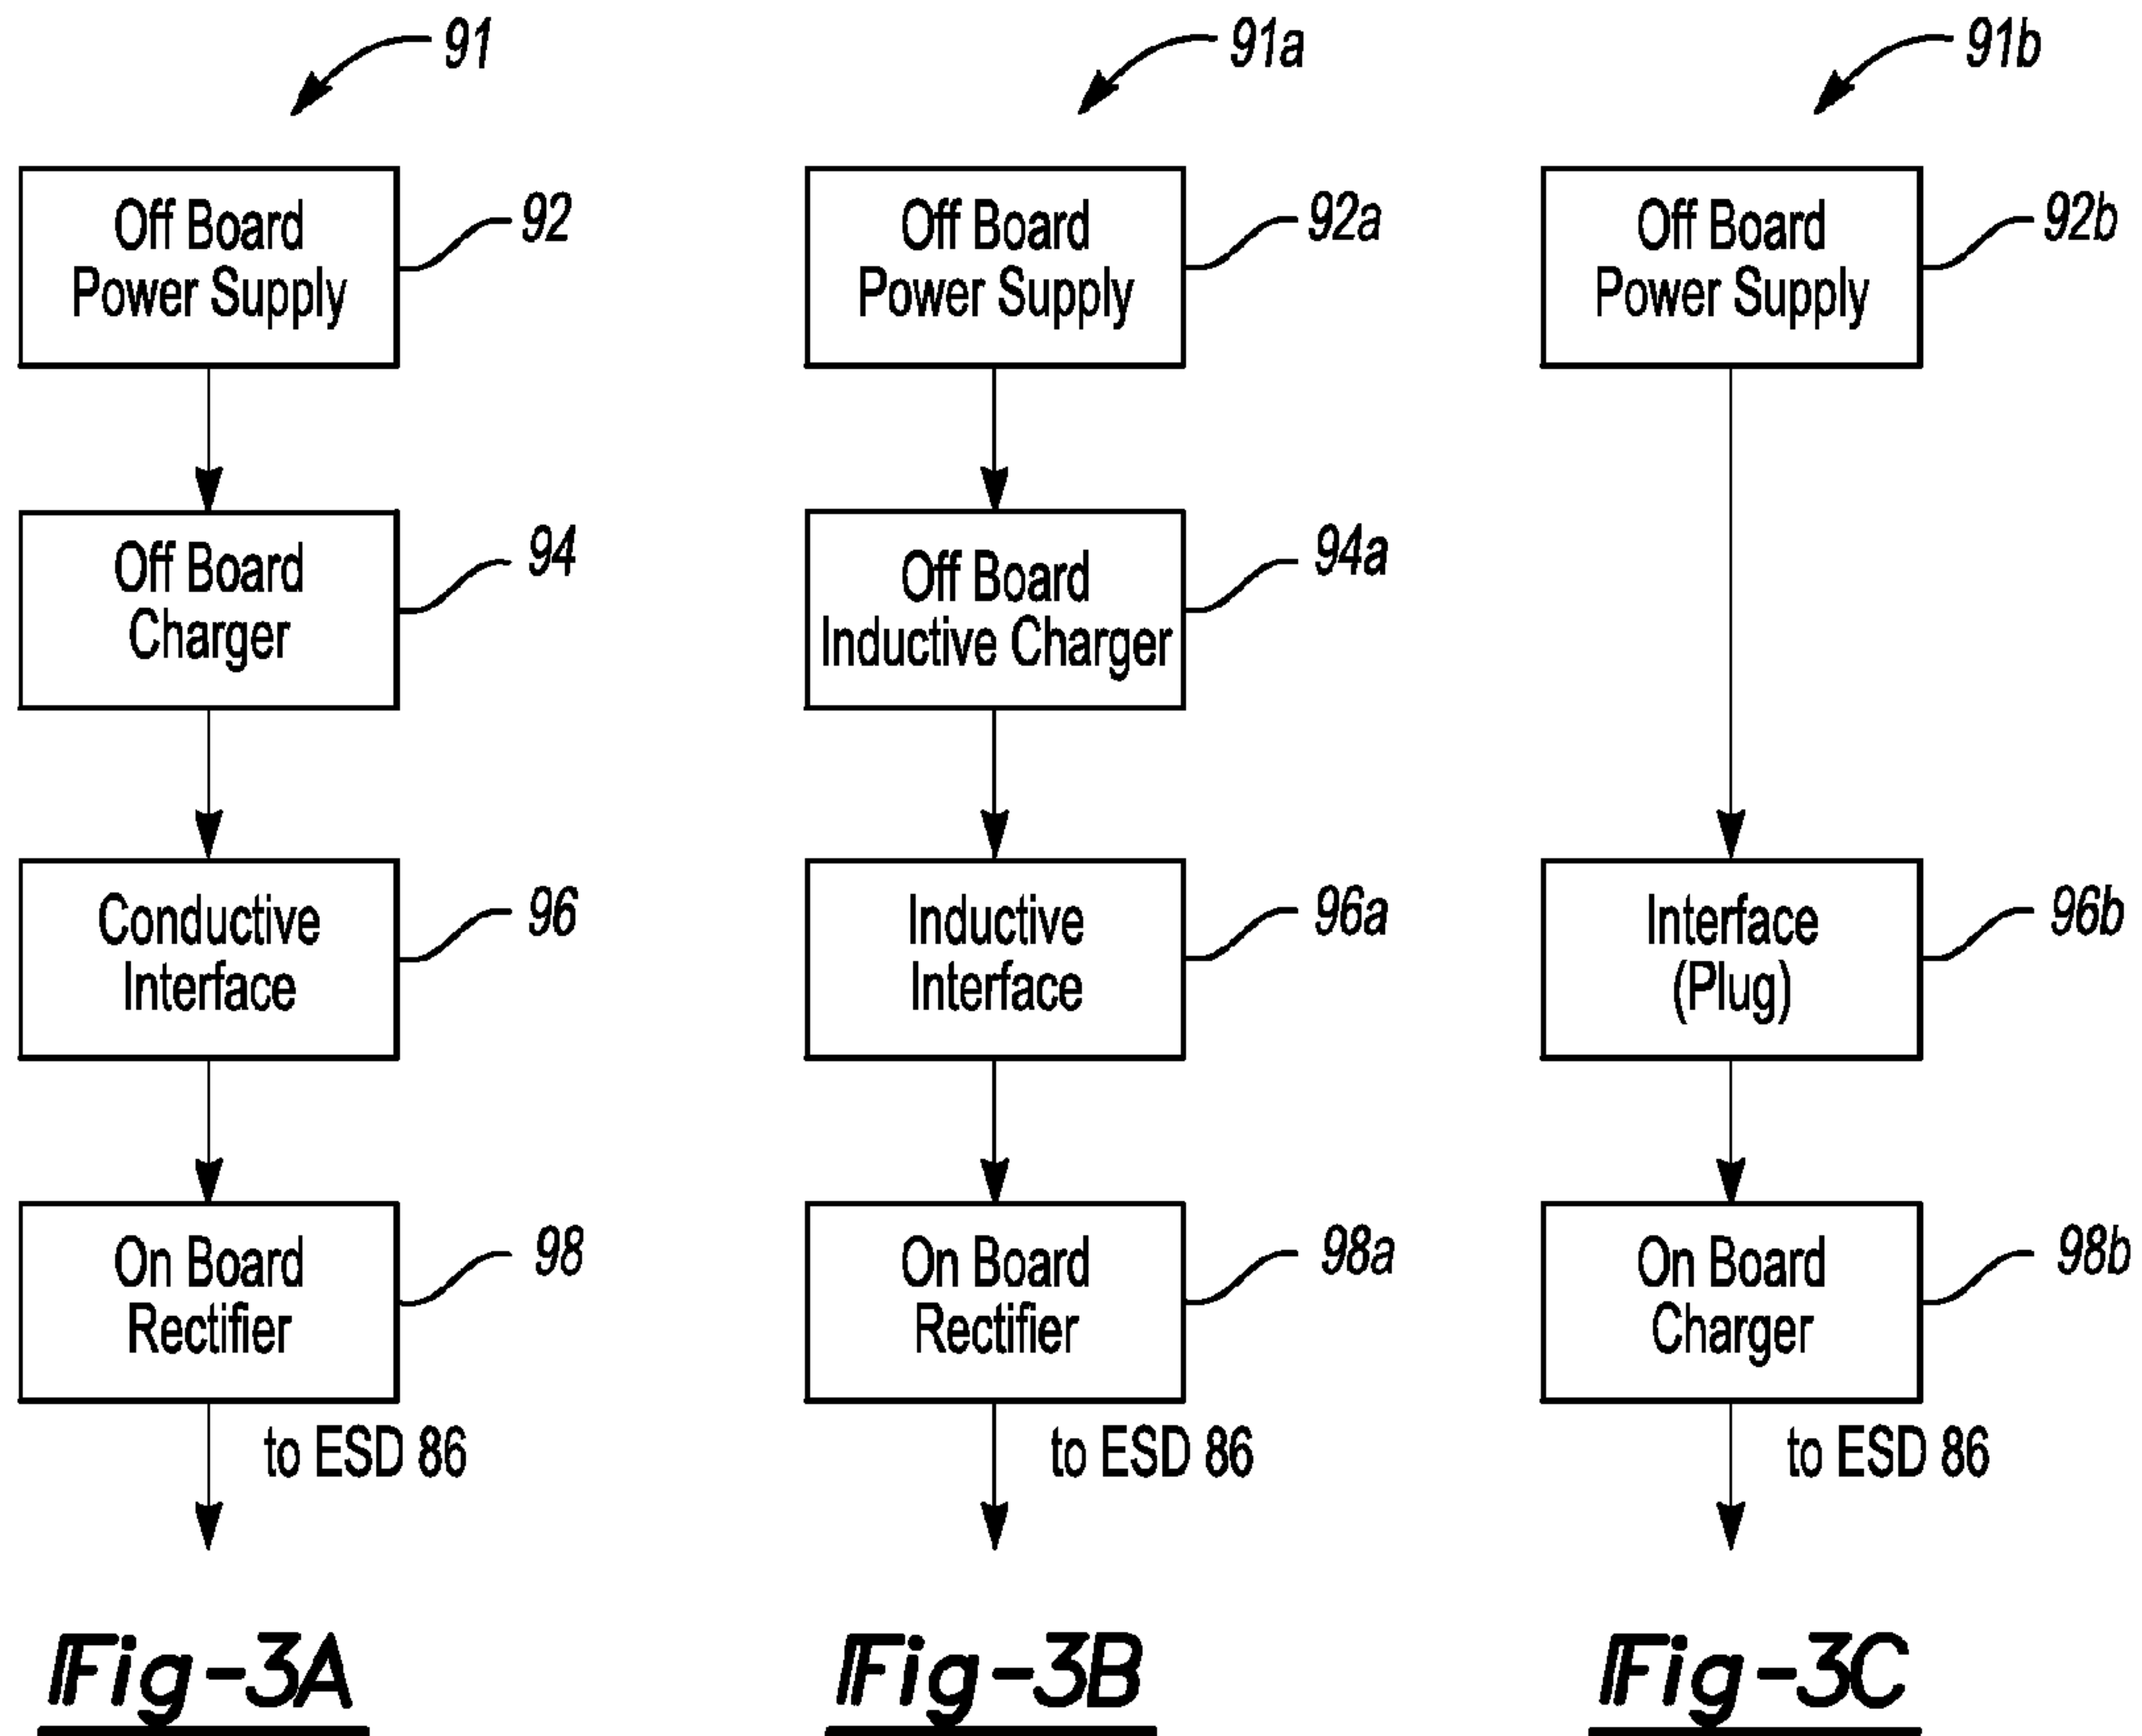 91
Off Board
Power Supply
92
Off Board
Charger
94
Conductive
Interface
96
On Board
Rectifier
98
to ESD 86
Fig-3A
91a
Off Board
Power Supply
92a
Off Board
Inductive Charger
94a
Inductive
Interface
96a
On Board
Rectifier
98a
to ESD 86
Fig-3B
91b
Off Board
Power Supply
92b
Interface
(Plug)
96b
On Board
Charger
98b
to ESD 86
Fig-3C